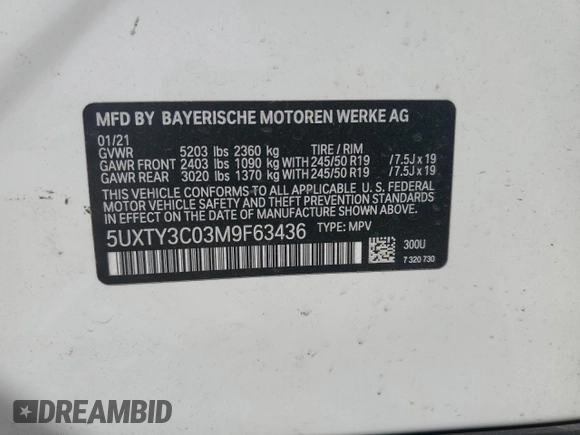 MFD BY BAYERISCHE MOTOREN WERKE AG
01/21
GVWR 5203 lbs 2360 kg TIRE / RIM
GAWR FRONT 2403 lbs 1090 kg WITH 245/50 R19 / 7.5J x 19
GAWR REAR 3020 lbs 1370 kg WITH 245/50 R19 / 7.5J x 19
THIS VEHICLE CONFORMS TO ALL APPLICABLE U. S. FEDERAL
MOTOR VEHICLE SAFETY AND THEFT PREVENTION STANDARDS
IN EFFECT ON THE DATE OF MANUFACTURE SHOWN ABOVE.
5UXTY3C03M9F63436 TYPE: MPV
300U
7 320 730
DREAMBID